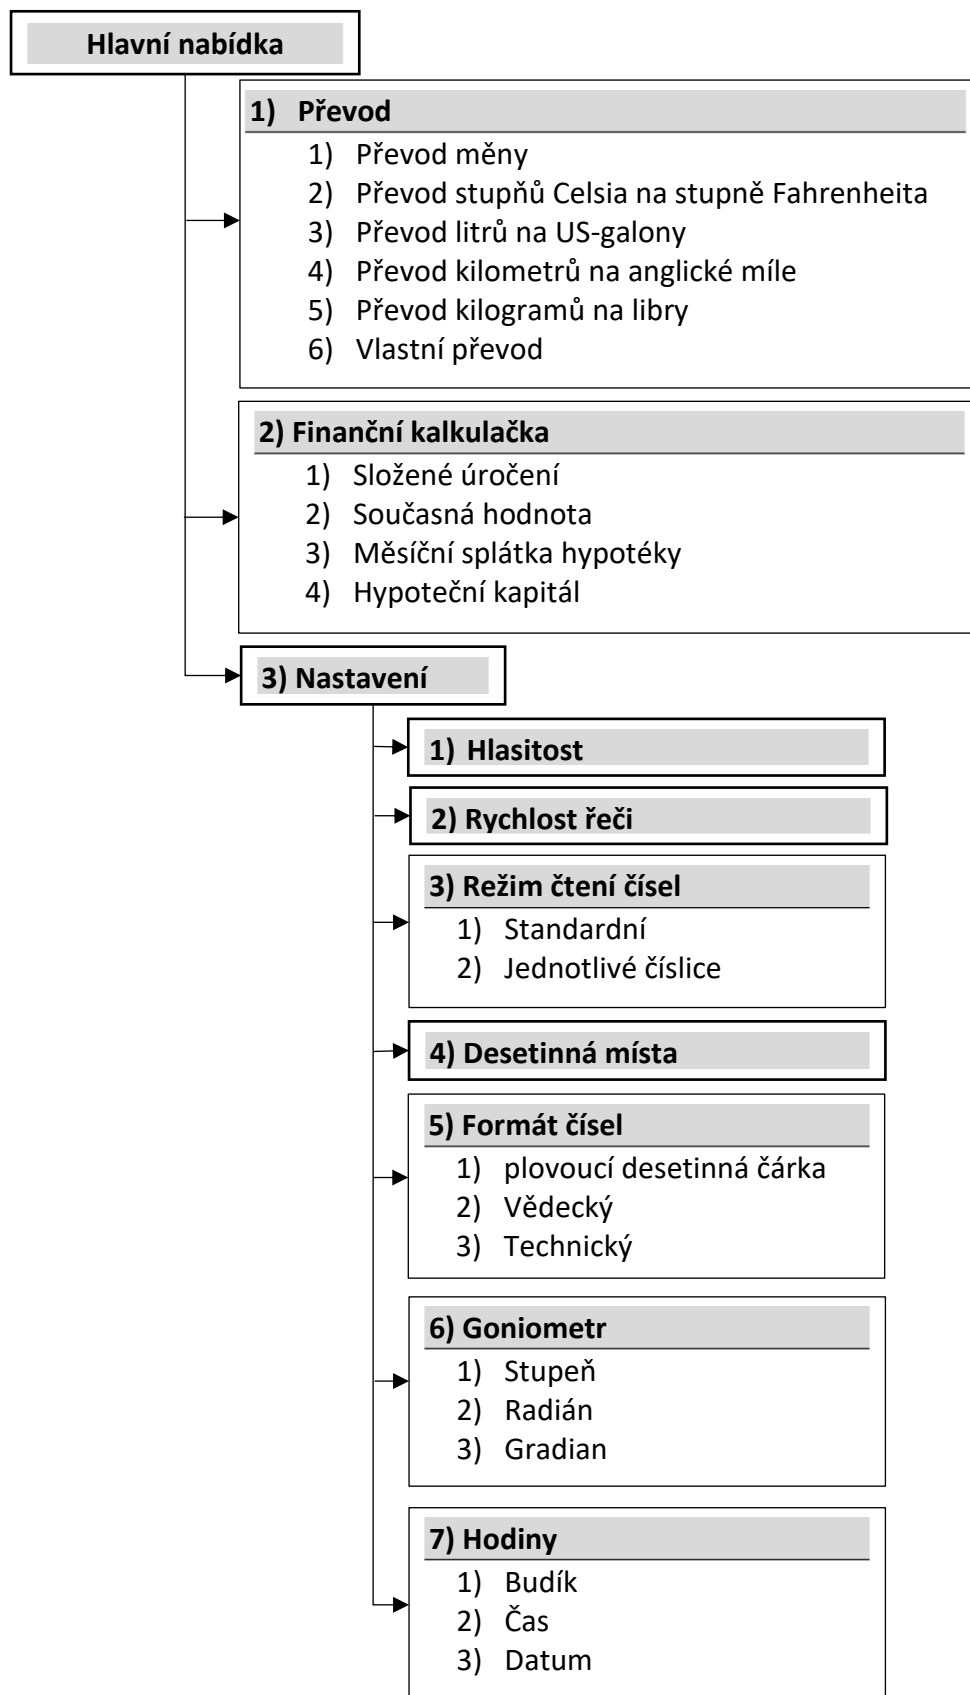 Hlavní nabídka
1) Převod
1) Převod měny
2) Převod stupňů Celsia na stupně Fahrenheita
3) Převod litrů na US-galony
4) Převod kilometrů na anglické míle
5) Převod kilogramů na libry
6) Vlastní převod
2) Finanční kalkulačka
1) Složené úročení
2) Současná hodnota
3) Měsíční splátka hypotéky
4) Hypoteční kapitál
3) Nastavení
1) Hlasitost
2) Rychlost řeči
3) Režim čtení čísel
1) Standardní
2) Jednotlivé číslice
4) Desetinná místa
5) Formát čísel
1) plovoucí desetinná čárka
2) Vědecký
3) Technický
6) Goniometr
1) Stupeň
2) Radián
3) Gradian
7) Hodiny
1) Budík
2) Čas
3) Datum